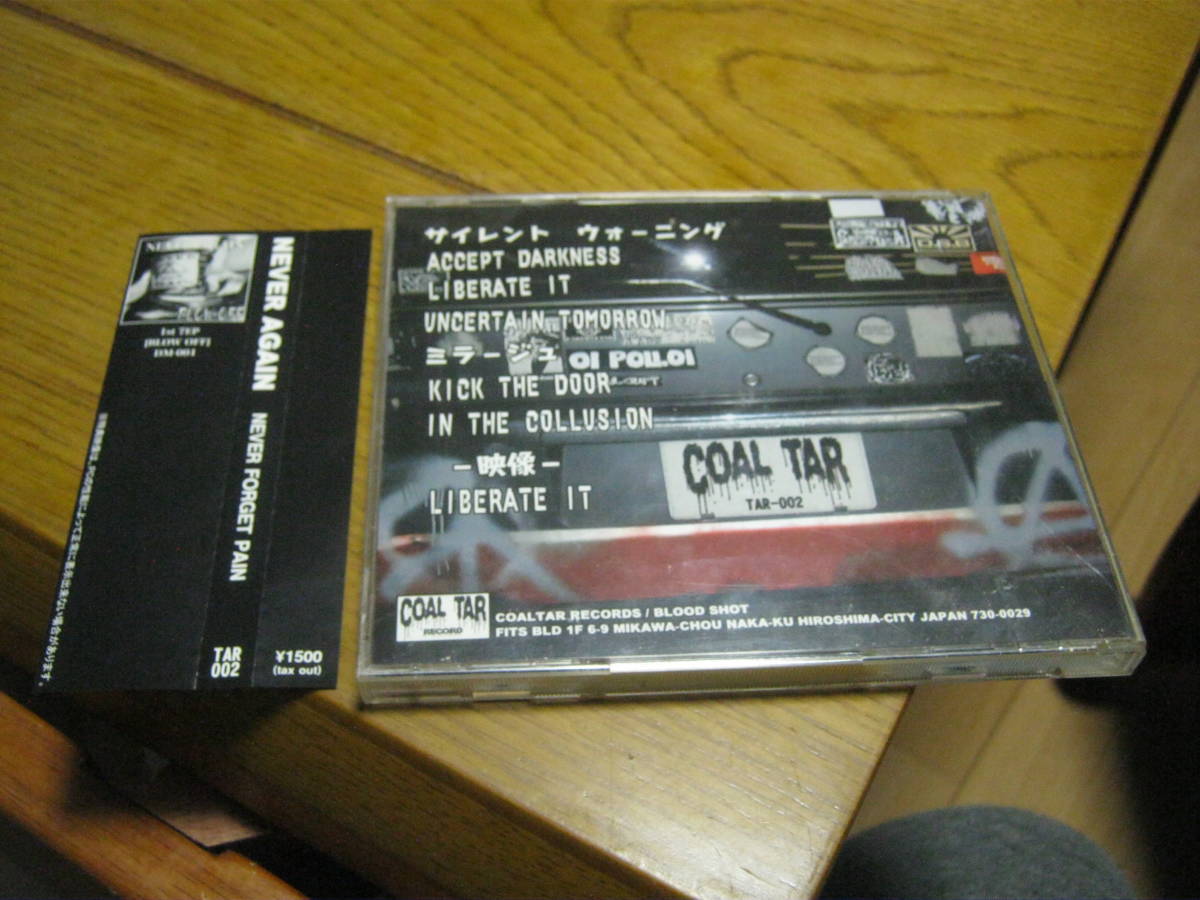 NEVER AGAIN NEVER FORGET PAIN
1st 7EP
[BLOW OFF]
DM-001
TAR
002
¥1500
(tax out)
サイレント ウォーニング
ACCEPT DARKNESS
LIBERATE IT
UNCERTAIN TOMORROW
ミラージュ
OI POLLOI
KICK THE DOOR
IN THE COLLUSION
-映像-
LIBERATE IT
COAL TAR
TAR-002
COAL TAR
RECORD
COALTAR RECORDS / BLOOD SHOT
FITS BLD 1F 6-9 MIKAWA-CHOU NAKA-KU HIROSHIMA-CITY JAPAN 730-0029